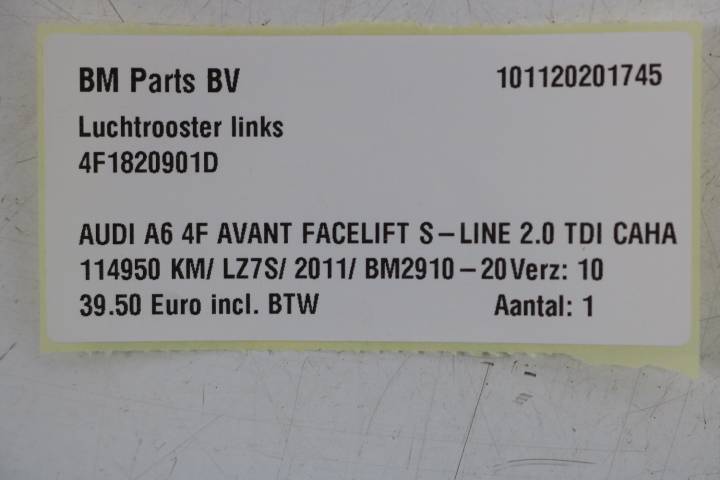 BM Parts BV 101120201745
Luchtrooster links
4F1820901D
AUDI A6 4F AVANT FACELIFT S-LINE 2.0 TDI CAHA
114950 KM/ LZ7S/ 2011/ BM2910-20Verz: 10
39.50 Euro incl. BTW Aantal: 1